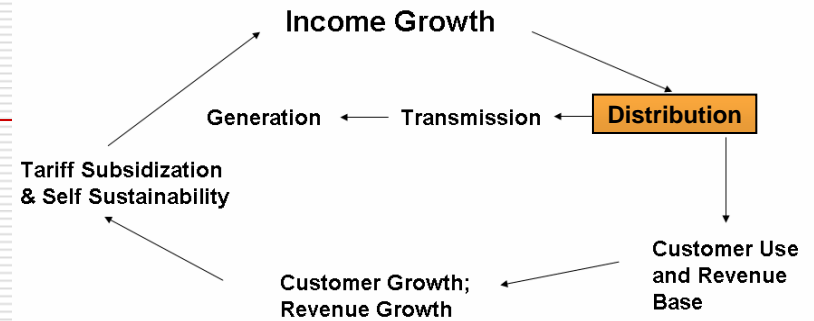 Income Growth
Generation
Transmission
Distribution
Tariff Subsidization
& Self Sustainability
Customer Use
and Revenue
Base
Customer Growth;
Revenue Growth